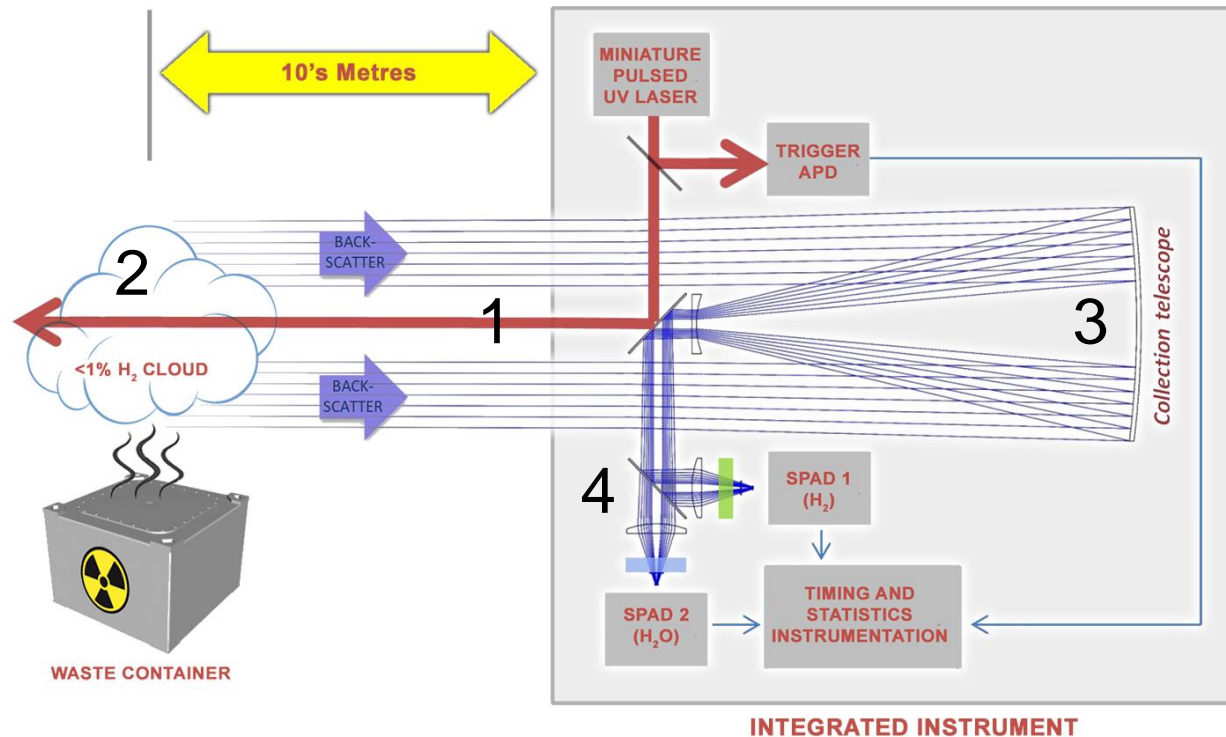 10's Metres
MINIATURE
PULSED
UV LASER
TRIGGER
APD
2
BACK-
SCATTER
1
3
Collection telescope
<1% H₂ CLOUD
BACK-
SCATTER
4
SPAD 1
(H₂)
SPAD 2
(H₂O)
TIMING AND
STATISTICS
INSTRUMENTATION
WASTE CONTAINER
INTEGRATED INSTRUMENT